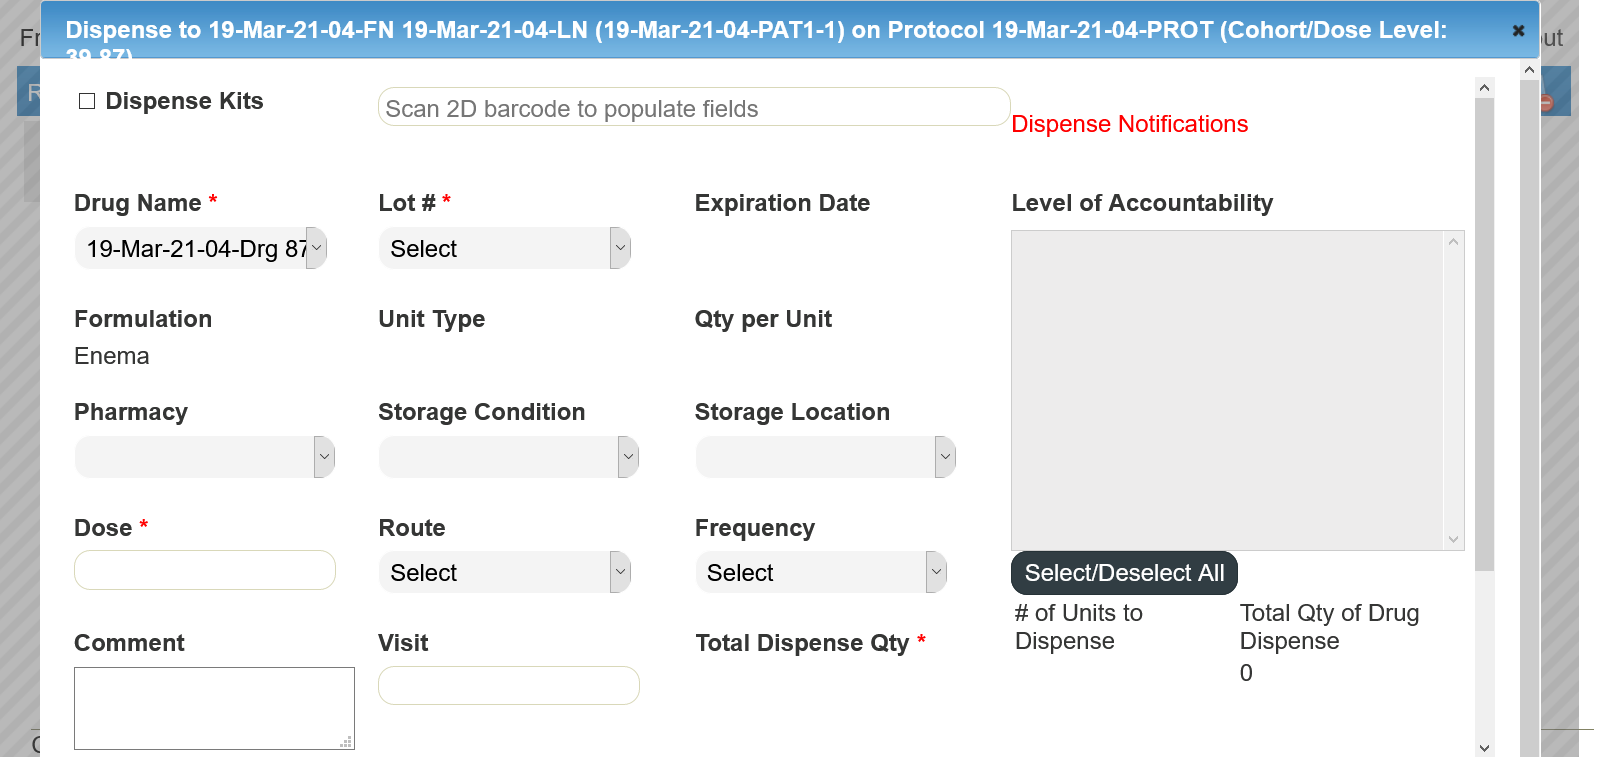 Dispense to 19-Mar-21-04-FN 19-Mar-21-04-LN (19-Mar-21-04-PAT1-1) on Protocol 19-Mar-21-04-PROT (Cohort/Dose Level:
39.87)
Dispense Kits
Scan 2D barcode to populate fields
Dispense Notifications
Drug Name *
Lot # *
Expiration Date
Level of Accountability
19-Mar-21-04-Drg 87
Select
Formulation
Unit Type
Qty per Unit
Enema
Pharmacy
Storage Condition
Storage Location
Dose *
Route
Frequency
Select
Select
Select/Deselect All
# of Units to
Dispense
Total Qty of Drug
Dispense
0
Comment
Visit
Total Dispense Qty *